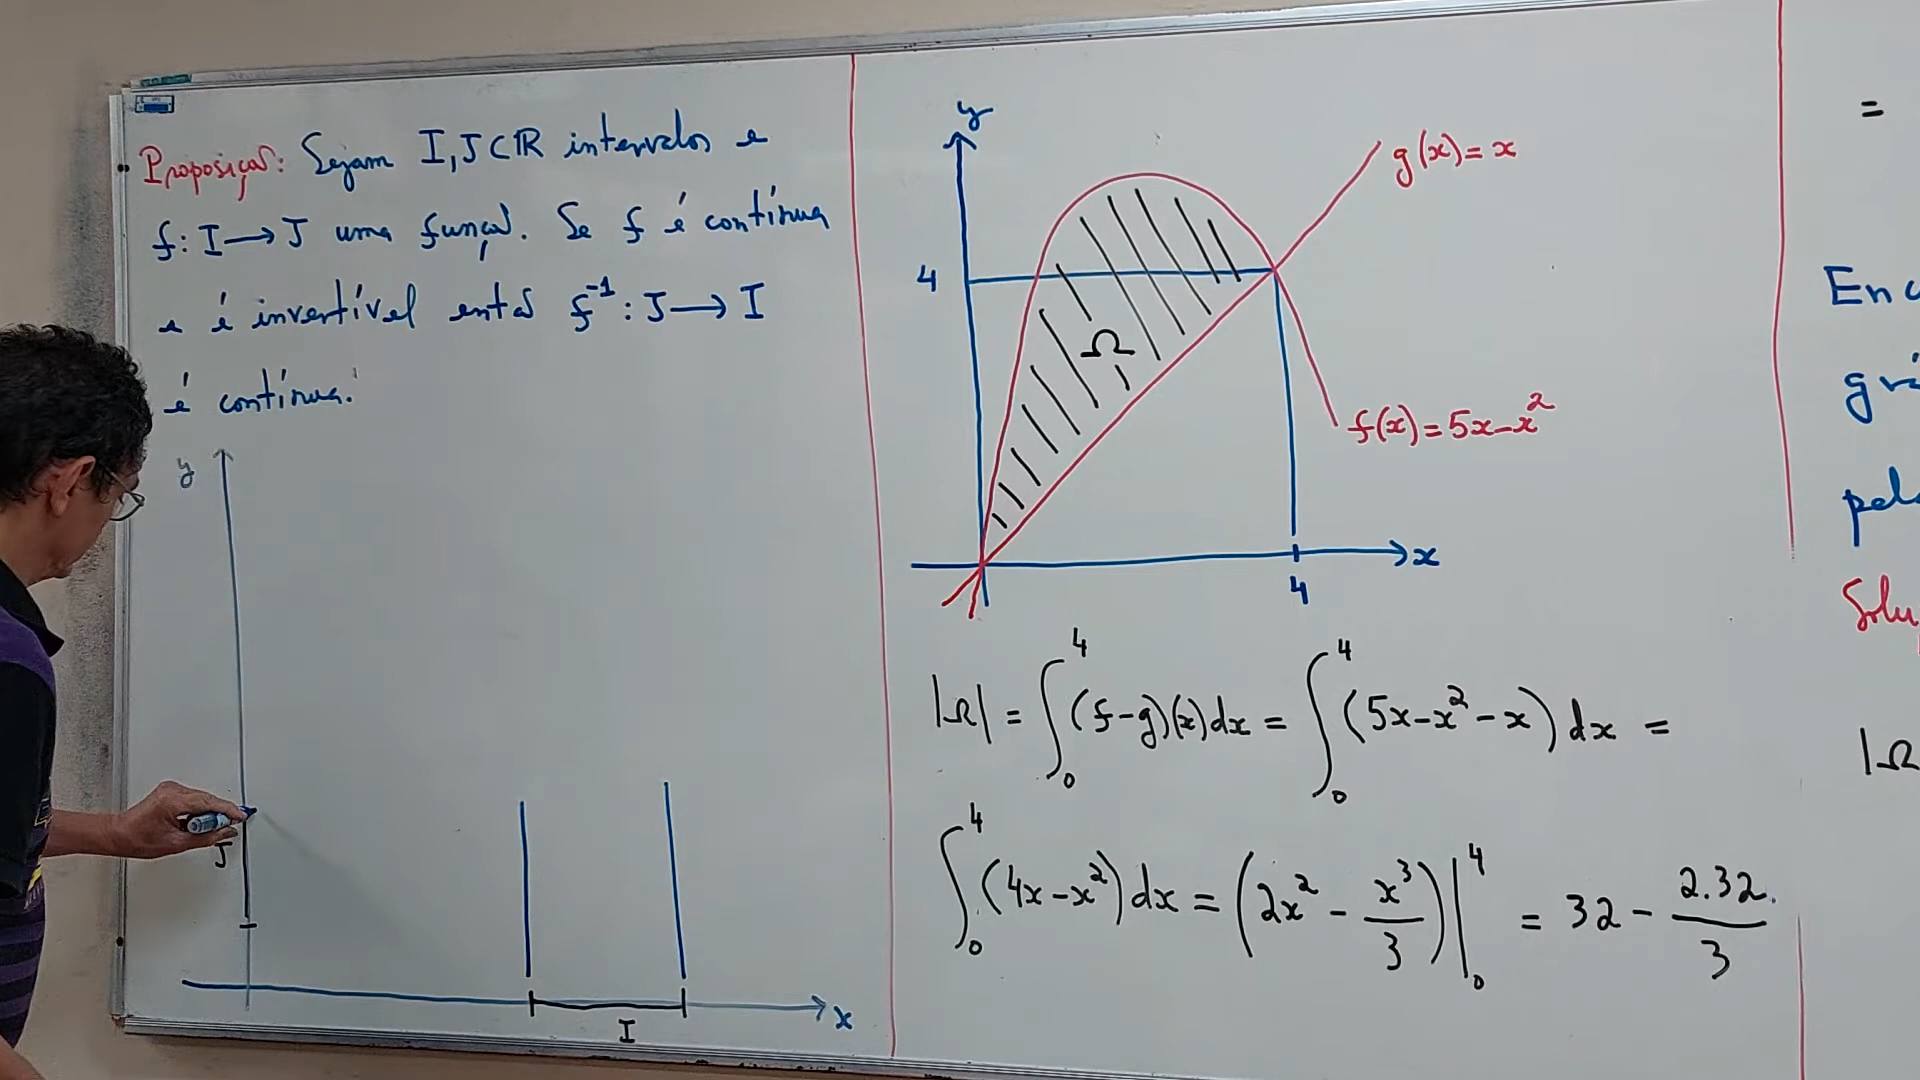 Proposição: Sejam I, J ⊂ ℝ intervalos e
f: I → J uma função. Se f é contínua
e é invertível então f⁻¹: J → I
é contínua.
y
J
I
x
y
4
Ω
g(x) = x
f(x) = 5x-x²
x
4
|Ω| = ∫₀⁴ (f-g)(x)dx = ∫₀⁴ (5x-x²-x)dx =
∫₀⁴ (4x-x²)dx = (2x² - x³/3)|₀⁴ = 32 - 2.32/3
=
|Ω